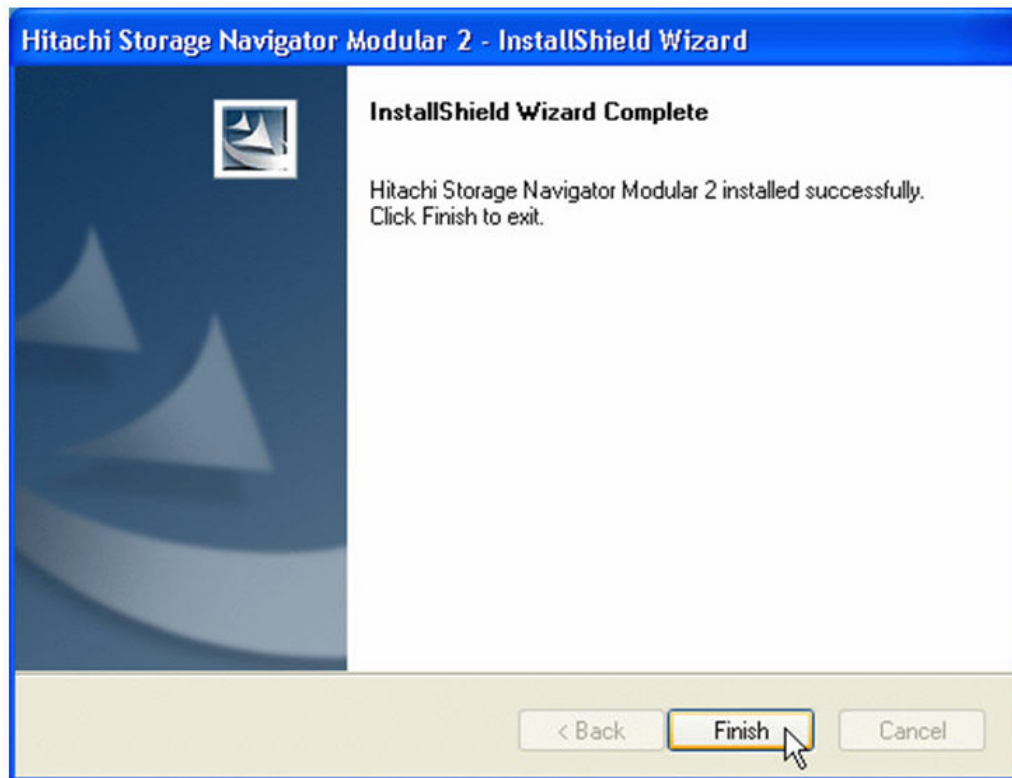 Hitachi Storage Navigator Modular 2 - InstallShield Wizard
InstallShield Wizard Complete
Hitachi Storage Navigator Modular 2 installed successfully.
Click Finish to exit.
< Back
Finish
Cancel